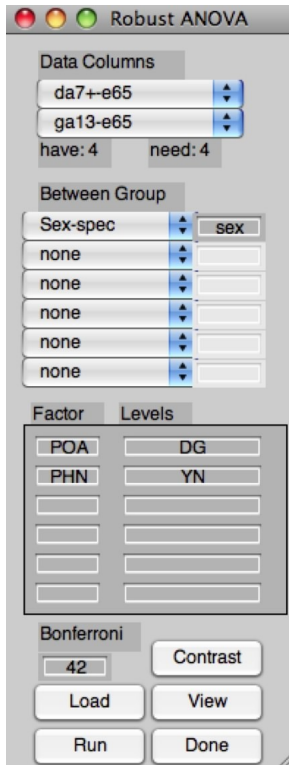 Robust ANOVA
Data Columns
da7+-e65
ga13-e65
have: 4 need: 4
Between Group
Sex-spec sex
none
none
none
none
none
Factor Levels
POA DG
PHN YN
Bonferroni
42 Contrast
Load View
Run Done